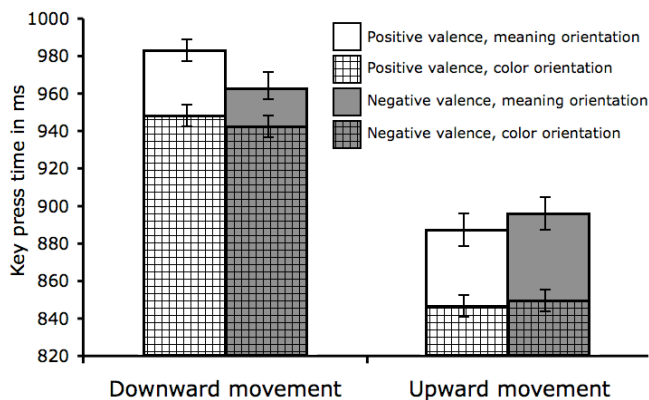 1000
980
960
940
920
900
880
860
840
820
Key press time in ms
Positive valence, meaning orientation
Positive valence, color orientation
Negative valence, meaning orientation
Negative valence, color orientation
Downward movement
Upward movement